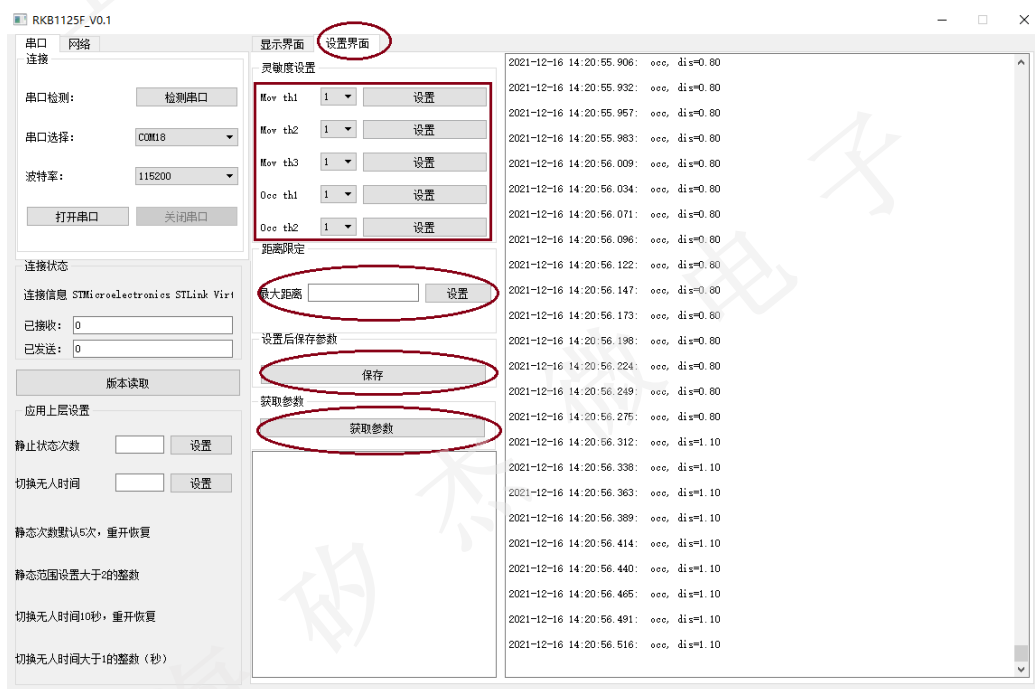 RKB1125F_V0.1
串口 网络
连接
串口检测: 检测串口
串口选择: COM18
波特率: 115200
打开串口 关闭串口
连接状态
连接信息 STMicroelectronics STLink Virt
已接收: 0
已发送: 0
版本读取
应用上层设置
静止状态次数 设置
切换无人时间 设置
静态次数默认5次，重开恢复
静态范围设置大于2的整数
切换无人时间10秒，重开恢复
切换无人时间大于1的整数（秒）
显示界面 设置界面
灵敏度设置
Mov th1 1 设置
Mov th2 1 设置
Mov th3 1 设置
Occ th1 1 设置
Occ th2 1 设置
距离限定
最大距离 设置
设置后保存参数
保存
获取参数
获取参数
2021-12-16 14:20:55.906: occ, dis=0.80
2021-12-16 14:20:55.932: occ, dis=0.80
2021-12-16 14:20:55.957: occ, dis=0.80
2021-12-16 14:20:55.983: occ, dis=0.80
2021-12-16 14:20:56.009: occ, dis=0.80
2021-12-16 14:20:56.034: occ, dis=0.80
2021-12-16 14:20:56.071: occ, dis=0.80
2021-12-16 14:20:56.096: occ, dis=0.80
2021-12-16 14:20:56.122: occ, dis=0.80
2021-12-16 14:20:56.147: occ, dis=0.80
2021-12-16 14:20:56.173: occ, dis=0.80
2021-12-16 14:20:56.198: occ, dis=0.80
2021-12-16 14:20:56.224: occ, dis=0.80
2021-12-16 14:20:56.249: occ, dis=0.80
2021-12-16 14:20:56.275: occ, dis=0.80
2021-12-16 14:20:56.312: occ, dis=1.10
2021-12-16 14:20:56.338: occ, dis=1.10
2021-12-16 14:20:56.363: occ, dis=1.10
2021-12-16 14:20:56.389: occ, dis=1.10
2021-12-16 14:20:56.414: occ, dis=1.10
2021-12-16 14:20:56.440: occ, dis=1.10
2021-12-16 14:20:56.465: occ, dis=1.10
2021-12-16 14:20:56.491: occ, dis=1.10
2021-12-16 14:20:56.516: occ, dis=1.10
矽杰微电子